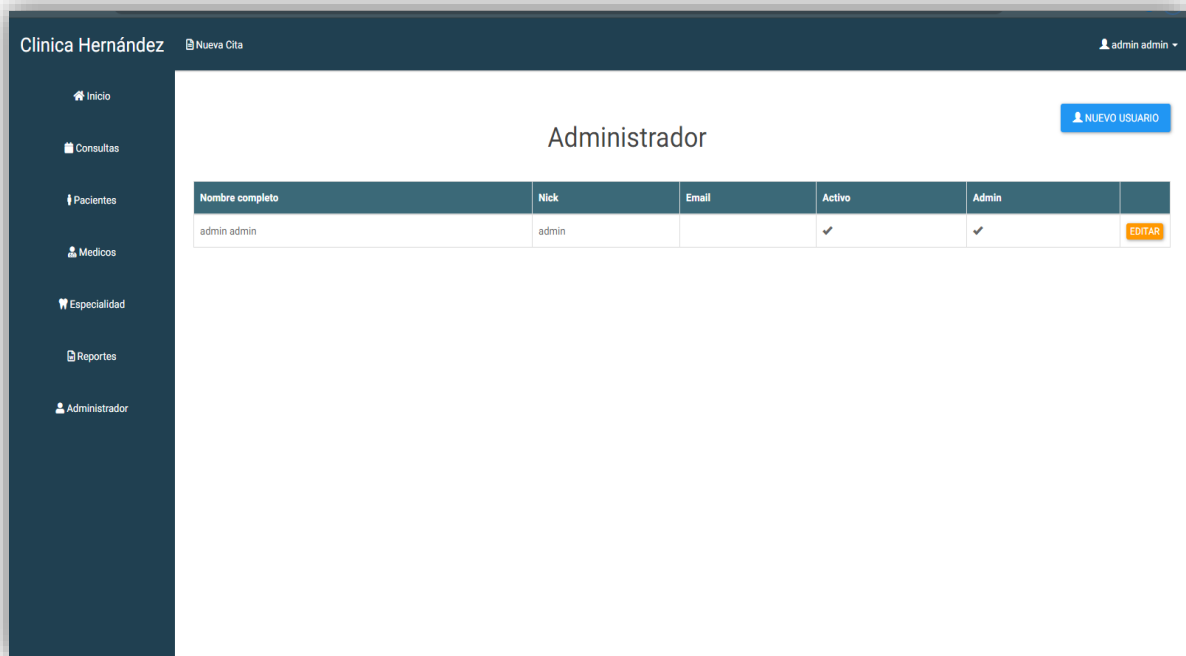 Clinica Hernández
Nueva Cita
admin admin
Inicio
Consultas
Pacientes
Medicos
Especialidad
Reportes
Administrador
NUEVO USUARIO
Administrador
Nombre completo Nick Email Activo Admin
admin admin admin EDITAR